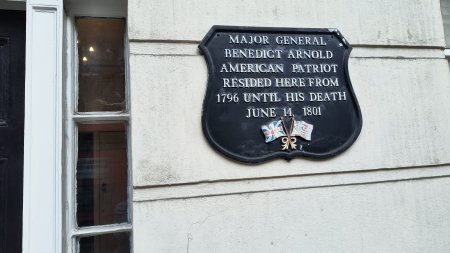 MAJOR GENERAL
BENEDICT ARNOLD
AMERICAN PATRIOT
RESIDED HERE FROM
1796 UNTIL HIS DEATH
JUNE 14, 1801